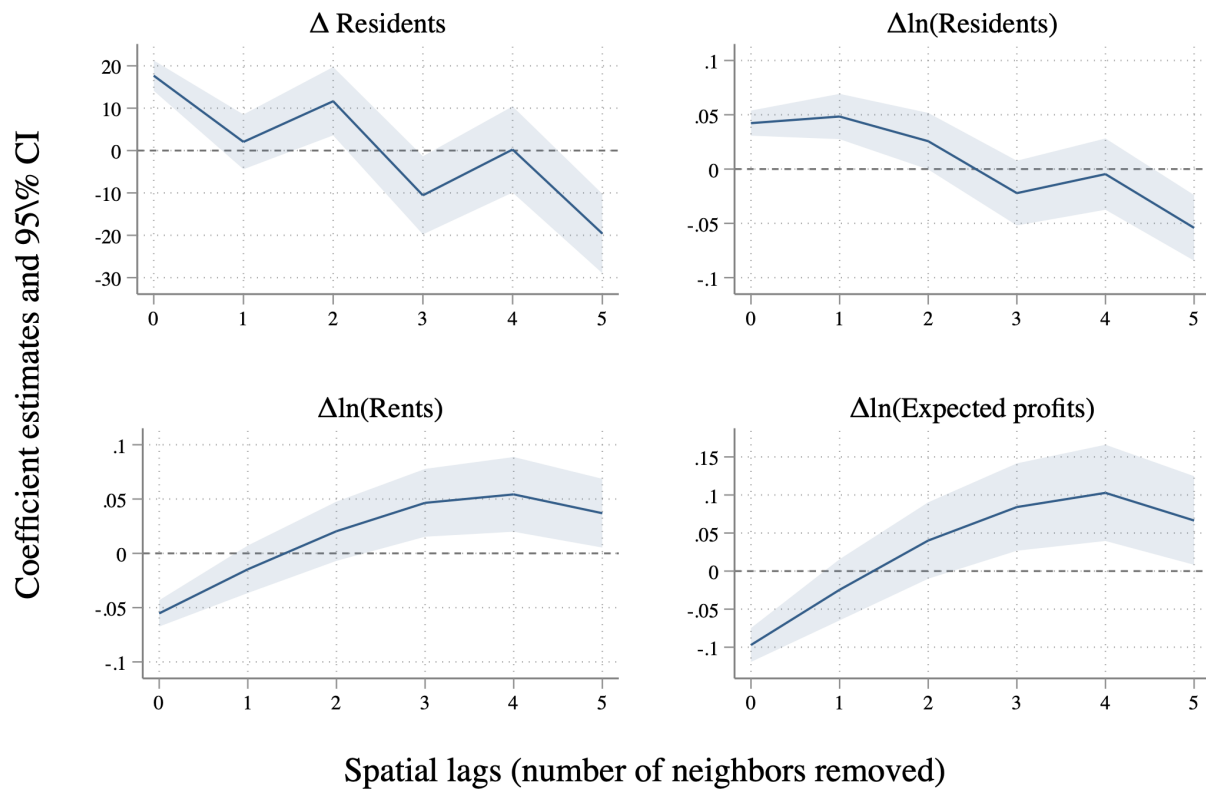 Coefficient estimates and 95\% CI
Δ Residents
20
10
0
-10
-20
-30
0 1 2 3 4 5
Δln(Residents)
.1
.05
0
-.05
-.1
0 1 2 3 4 5
Δln(Rents)
.1
.05
0
-.05
-.1
0 1 2 3 4 5
Δln(Expected profits)
.15
.1
.05
0
-.05
-.1
0 1 2 3 4 5
Spatial lags (number of neighbors removed)